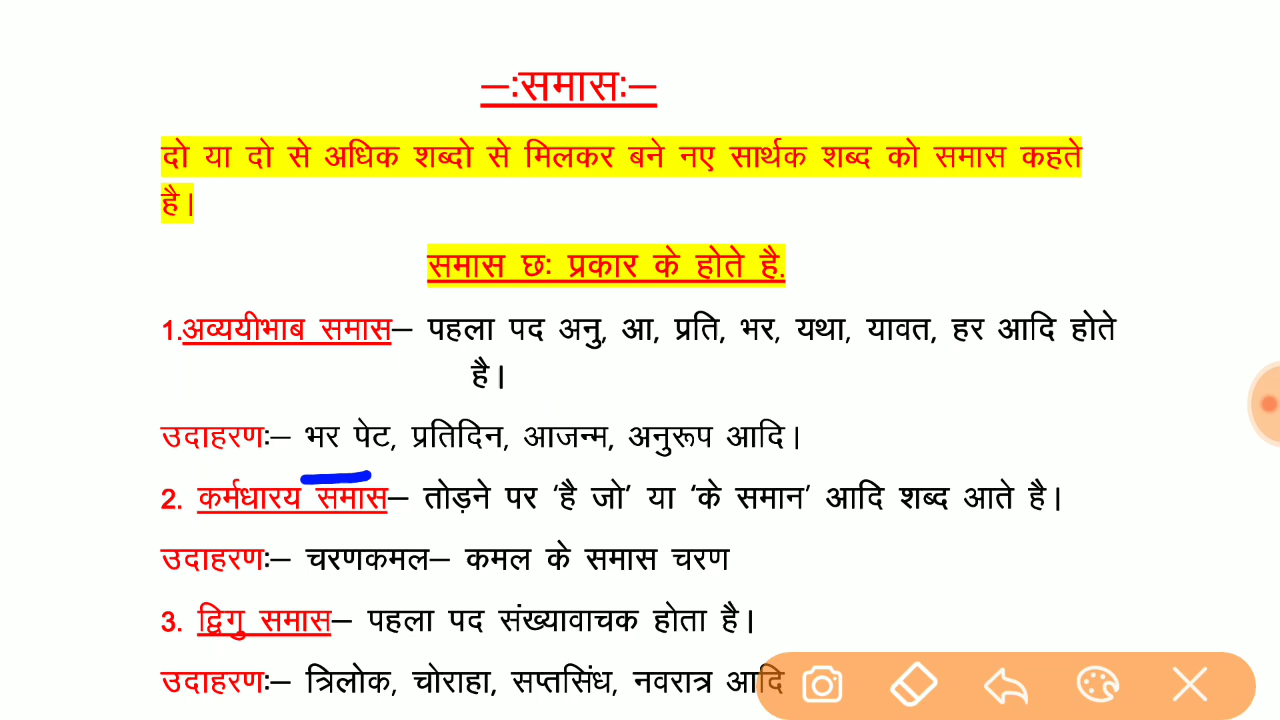 –:समास:–
दो या दो से अधिक शब्दो से मिलकर बने नए सार्थक शब्द को समास कहते
है।
समास छः प्रकार के होते है.
1.अव्ययीभाब समास– पहला पद अनु, आ, प्रति, भर, यथा, यावत, हर आदि होते
है।
उदाहरण:– भर पेट, प्रतिदिन, आजन्म, अनुरूप आदि।
2. कर्मधारय समास– तोड़ने पर ‘है जो’ या ‘के समान’ आदि शब्द आते है।
उदाहरण:– चरणकमल– कमल के समास चरण
3. द्विगु समास– पहला पद संख्यावाचक होता है।
उदाहरण:– त्रिलोक, चोराहा, सप्तसिंध, नवरात्र आदि